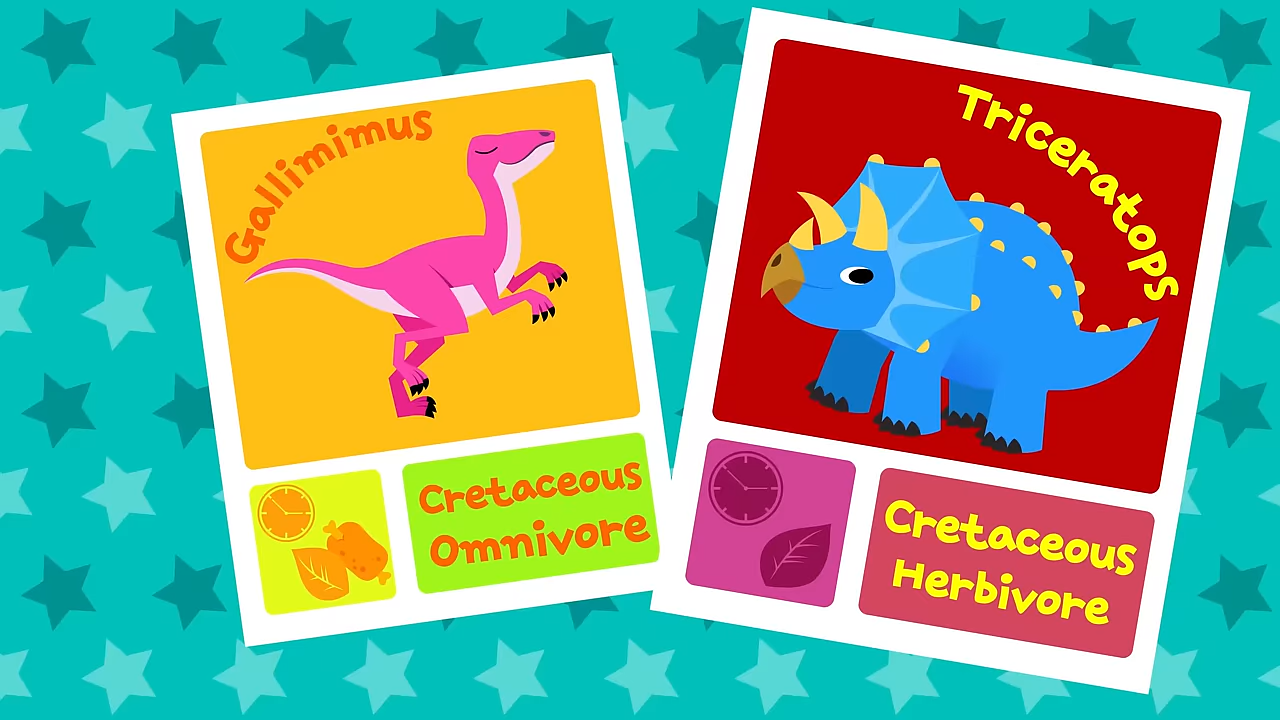 Gallimimus
Cretaceous
Omnivore
Triceratops
Cretaceous
Herbivore